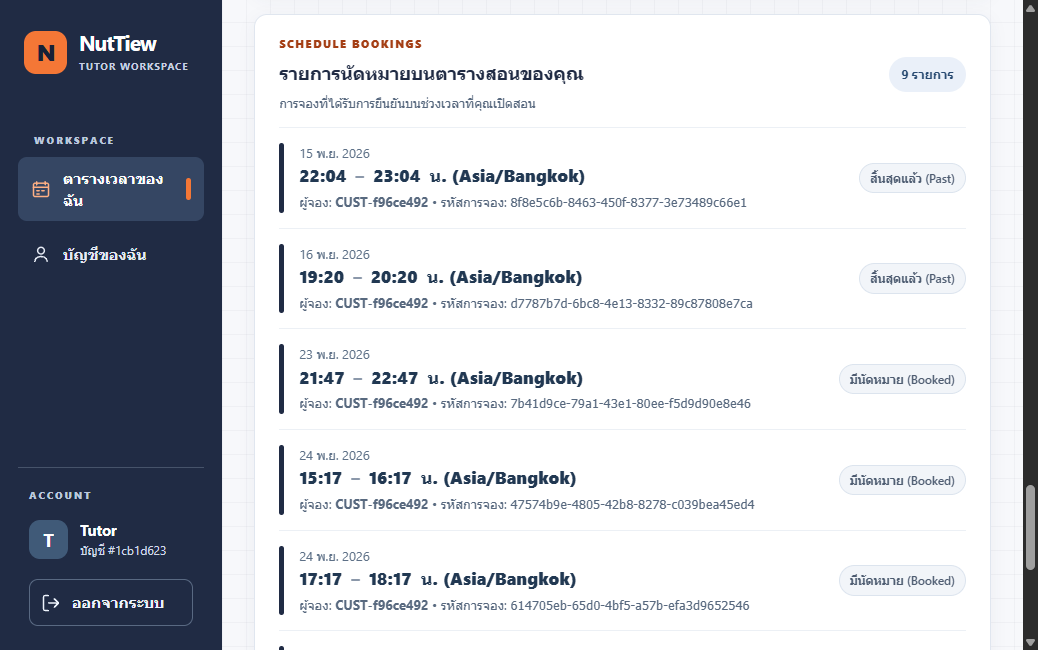 N
NutTiew
TUTOR WORKSPACE
WORKSPACE
ตารางเวลาของ
ฉัน
บัญชีของฉัน
ACCOUNT
T
Tutor
บัญชี #1cb1d623
ออกจากระบบ
SCHEDULE BOOKINGS
รายการนัดหมายบนตารางสอนของคุณ
9 รายการ
การจองที่ได้รับการยืนยันบนช่วงเวลาที่คุณเปิดสอน
15 พ.ย. 2026
22:04 – 23:04 น. (Asia/Bangkok)
สิ้นสุดแล้ว (Past)
ผู้จอง: CUST-f96ce492 • รหัสการจอง: 8f8e5c6b-8463-450f-8377-3e73489c66e1
16 พ.ย. 2026
19:20 – 20:20 น. (Asia/Bangkok)
สิ้นสุดแล้ว (Past)
ผู้จอง: CUST-f96ce492 • รหัสการจอง: d7787b7d-6bc8-4e13-8332-89c87808e7ca
23 พ.ย. 2026
21:47 – 22:47 น. (Asia/Bangkok)
มีนัดหมาย (Booked)
ผู้จอง: CUST-f96ce492 • รหัสการจอง: 7b41d9ce-79a1-43e1-80ee-f5d9d90e8e46
24 พ.ย. 2026
15:17 – 16:17 น. (Asia/Bangkok)
มีนัดหมาย (Booked)
ผู้จอง: CUST-f96ce492 • รหัสการจอง: 47574b9e-4805-42b8-8278-c039bea45ed4
24 พ.ย. 2026
17:17 – 18:17 น. (Asia/Bangkok)
มีนัดหมาย (Booked)
ผู้จอง: CUST-f96ce492 • รหัสการจอง: 614705eb-65d0-4bf5-a57b-efa3d9652546